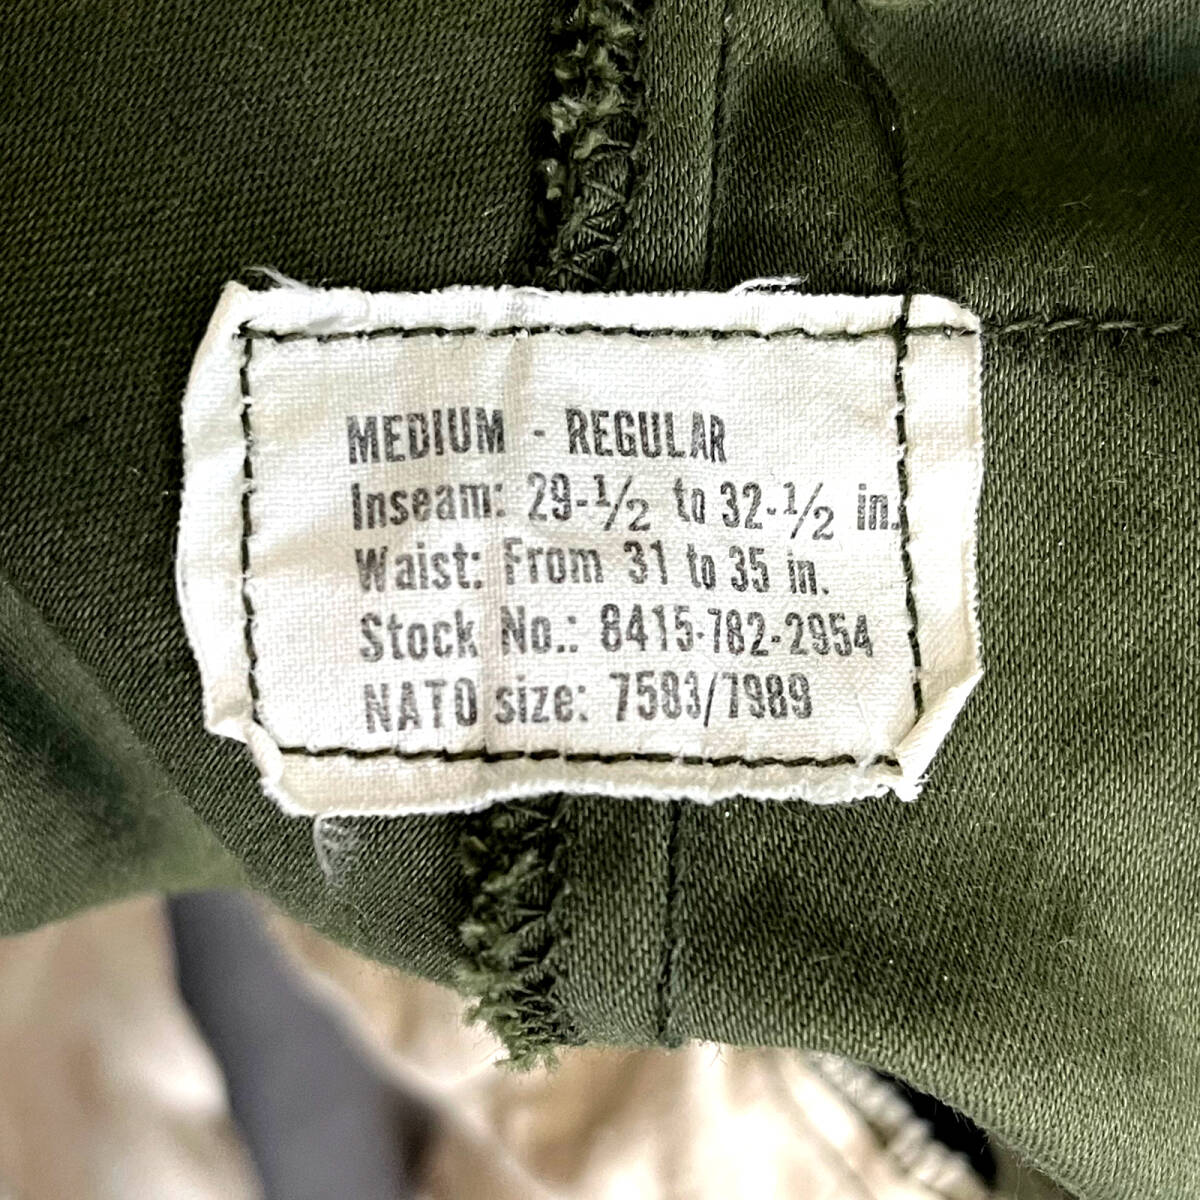 MEDIUM - REGULAR
Inseam: 29-1/2 to 32-1/2 in.
Waist: From 31 to 35 in.
Stock No.: 8415-782-2954
NATO size: 7583/7989